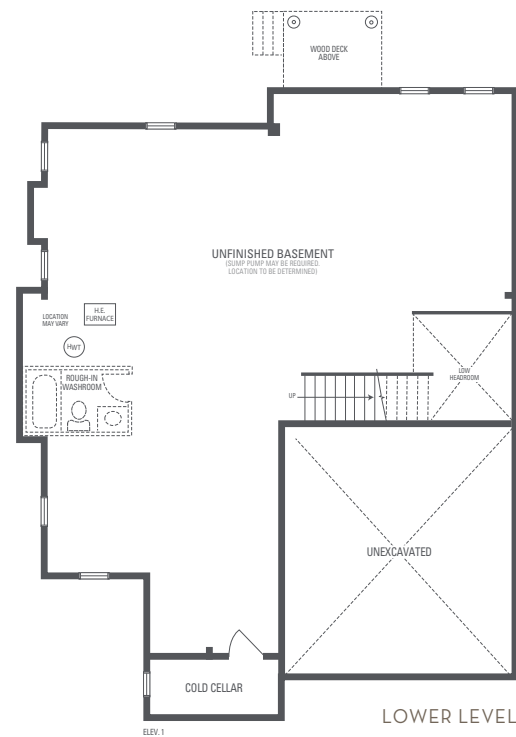 WOOD DECK
ABOVE
UNFINISHED BASEMENT
(SUMP PUMP MAY BE REQUIRED.
LOCATION TO BE DETERMINED)
LOCATION
MAY VARY
H.E.
FURNACE
HWT
ROUGH-IN
WASHROOM
LOW
HEADROOM
UP
UNEXCAVATED
COLD CELLAR
LOWER LEVEL
ELEV. 1